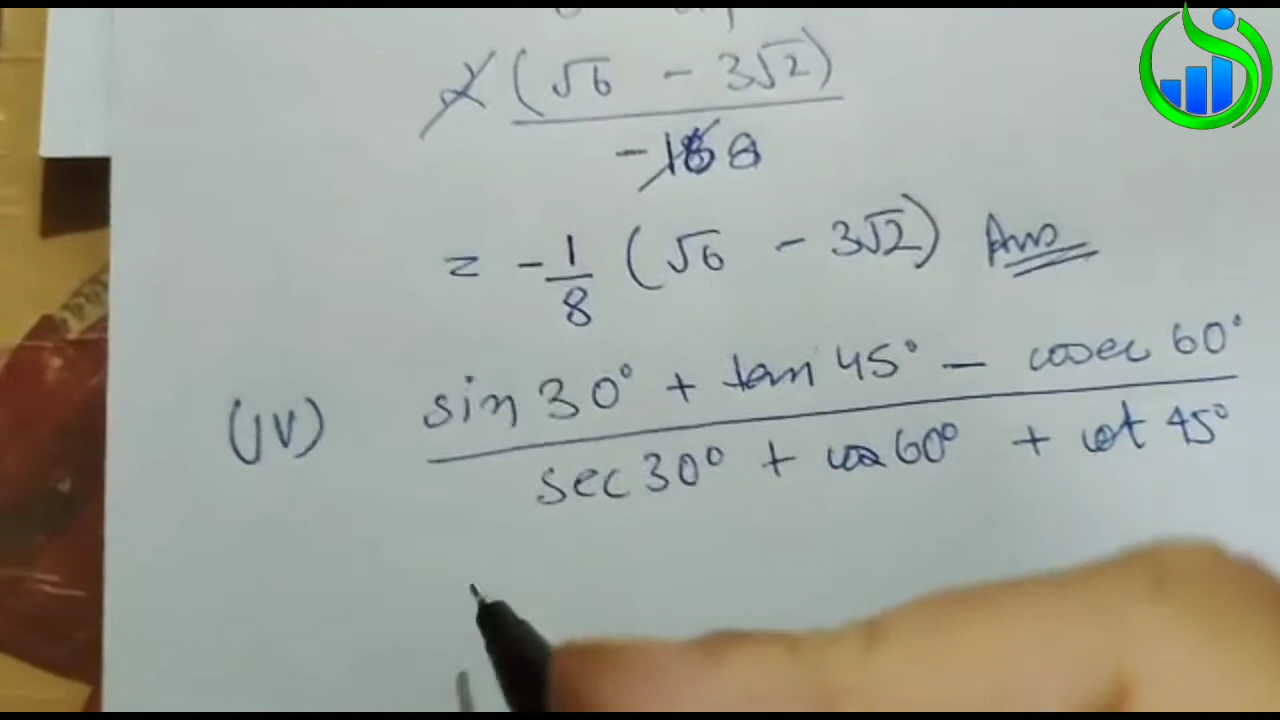 (√6 - 3√2)
-16 8
= -1/8 (√6 - 3√2) Ans
(IV) sin 30° + tan 45° - cosec 60°
sec 30° + cos 60° + cot 45°